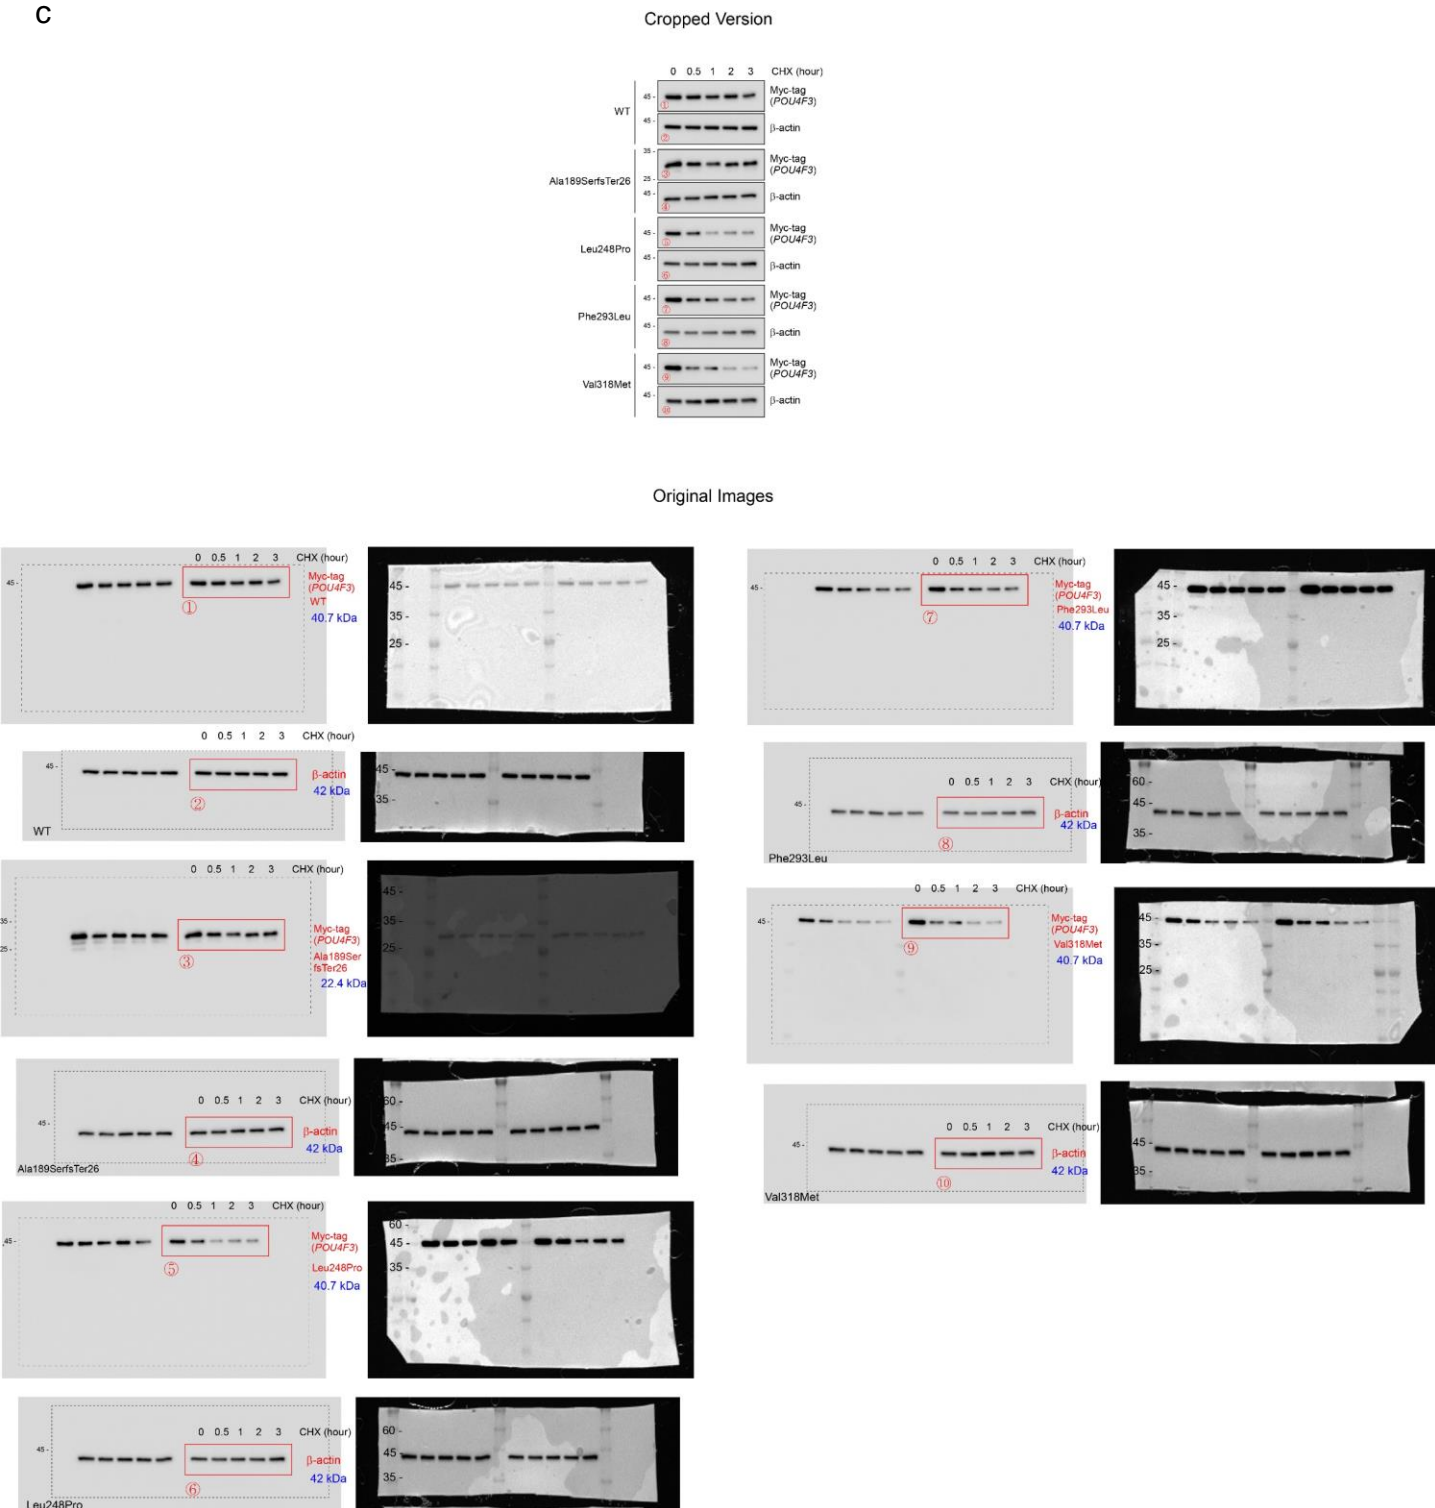 c
Cropped Version
0 0.5 1 2 3 CHX (hour)
WT
45 -
①
Myc-tag
(POU4F3)
45 -
②
β-actin
Ala189SerfsTer26
35 -
25 -
③
Myc-tag
(POU4F3)
45 -
④
β-actin
Leu248Pro
45 -
⑤
Myc-tag
(POU4F3)
45 -
⑥
β-actin
Phe293Leu
45 -
⑦
Myc-tag
(POU4F3)
45 -
⑧
β-actin
Val318Met
45 -
⑨
Myc-tag
(POU4F3)
45 -
⑩
β-actin
Original Images
0 0.5 1 2 3 CHX (hour)
45 -
①
Myc-tag
(POU4F3)
WT
40.7 kDa
45 -
35 -
25 -
0 0.5 1 2 3 CHX (hour)
45 -
②
β-actin
42 kDa
WT
45 -
35 -
0 0.5 1 2 3 CHX (hour)
35 -
25 -
③
Myc-tag
(POU4F3)
Ala189Ser
fsTer26
22.4 kDa
45 -
35 -
25 -
0 0.5 1 2 3 CHX (hour)
45 -
④
β-actin
42 kDa
Ala189SerfsTer26
60 -
45 -
35 -
0 0.5 1 2 3 CHX (hour)
45 -
⑤
Myc-tag
(POU4F3)
Leu248Pro
40.7 kDa
60 -
45 -
35 -
0 0.5 1 2 3 CHX (hour)
45 -
⑥
β-actin
42 kDa
Leu248Pro
60 -
45 -
35 -
0 0.5 1 2 3 CHX (hour)
45 -
⑦
Myc-tag
(POU4F3)
Phe293Leu
40.7 kDa
45 -
35 -
25 -
0 0.5 1 2 3 CHX (hour)
45 -
⑧
β-actin
42 kDa
Phe293Leu
60 -
45 -
35 -
0 0.5 1 2 3 CHX (hour)
45 -
⑨
Myc-tag
(POU4F3)
Val318Met
40.7 kDa
45 -
35 -
25 -
0 0.5 1 2 3 CHX (hour)
45 -
⑩
β-actin
42 kDa
Val318Met
45 -
35 -